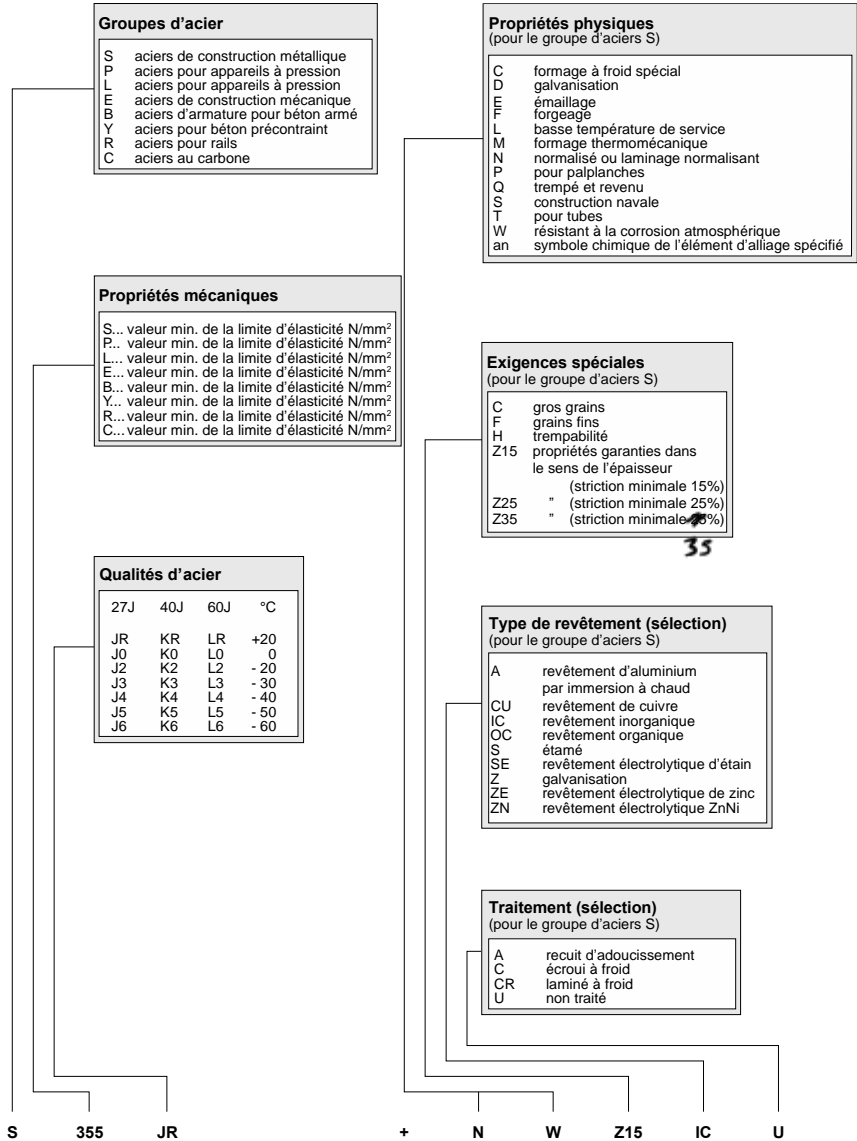 Groupes d'acier
S aciers de construction métallique
P aciers pour appareils à pression
L aciers pour appareils à pression
E aciers de construction mécanique
B aciers d'armature pour béton armé
Y aciers pour béton précontraint
R aciers pour rails
C aciers au carbone
Propriétés mécaniques
S... valeur min. de la limite d'élasticité N/mm²
P... valeur min. de la limite d'élasticité N/mm²
L... valeur min. de la limite d'élasticité N/mm²
E... valeur min. de la limite d'élasticité N/mm²
B... valeur min. de la limite d'élasticité N/mm²
Y... valeur min. de la limite d'élasticité N/mm²
R... valeur min. de la limite d'élasticité N/mm²
C... valeur min. de la limite d'élasticité N/mm²
Qualités d'acier
27J 40J 60J °C
JR KR LR +20
J0 K0 L0 0
J2 K2 L2 - 20
J3 K3 L3 - 30
J4 K4 L4 - 40
J5 K5 L5 - 50
J6 K6 L6 - 60
Propriétés physiques
(pour le groupe d'aciers S)
C formage à froid spécial
D galvanisation
E émaillage
F forgeage
L basse température de service
M formage thermomécanique
N normalisé ou laminage normalisant
P pour palplanches
Q trempé et revenu
S construction navale
T pour tubes
W résistant à la corrosion atmosphérique
an symbole chimique de l'élément d'alliage spécifié
Exigences spéciales
(pour le groupe d'aciers S)
C gros grains
F grains fins
H trempabilité
Z15 propriétés garanties dans
le sens de l'épaisseur
(striction minimale 15%)
Z25 " (striction minimale 25%)
Z35 " (striction minimale %)
35
Type de revêtement (sélection)
(pour le groupe d'aciers S)
A revêtement d'aluminium
par immersion à chaud
CU revêtement de cuivre
IC revêtement inorganique
OC revêtement organique
S étamé
SE revêtement électrolytique d'étain
Z galvanisation
ZE revêtement électrolytique de zinc
ZN revêtement électrolytique ZnNi
Traitement (sélection)
(pour le groupe d'aciers S)
A recuit d'adoucissement
C écroui à froid
CR laminé à froid
U non traité
S 355 JR + N W Z15 IC U